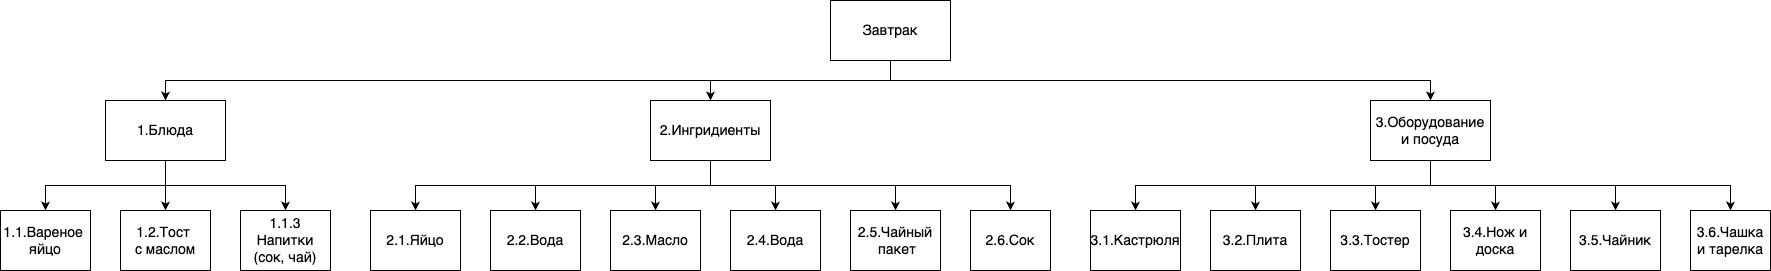 Завтрак
1.Блюда
2.Ингридиенты
3.Оборудование
и посуда
1.1.Вареное
яйцо
1.2.Тост
с маслом
1.1.3
Напитки
(сок, чай)
2.1.Яйцо
2.2.Вода
2.3.Масло
2.4.Вода
2.5.Чайный
пакет
2.6.Сок
3.1.Кастрюля
3.2.Плита
3.3.Тостер
3.4.Нож и
доска
3.5.Чайник
3.6.Чашка
и тарелка